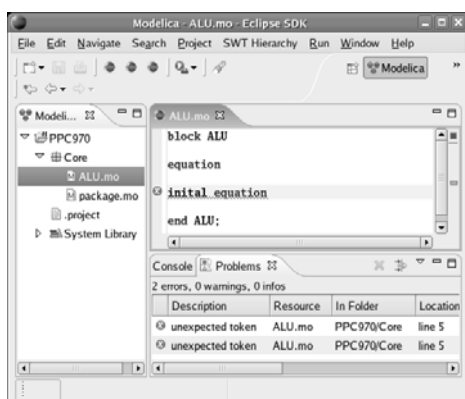 Modelica - ALU.mo - Eclipse SDK
File Edit Navigate Search Project SWT Hierarchy Run Window Help
Modelica »
Modeli...
PPC970
Core
ALU.mo
package.mo
.project
System Library
ALU.mo
block ALU
equation
inital equation
end ALU;
Console Problems
2 errors, 0 warnings, 0 infos
Description Resource In Folder Location
unexpected token ALU.mo PPC970/Core line 5
unexpected token ALU.mo PPC970/Core line 5